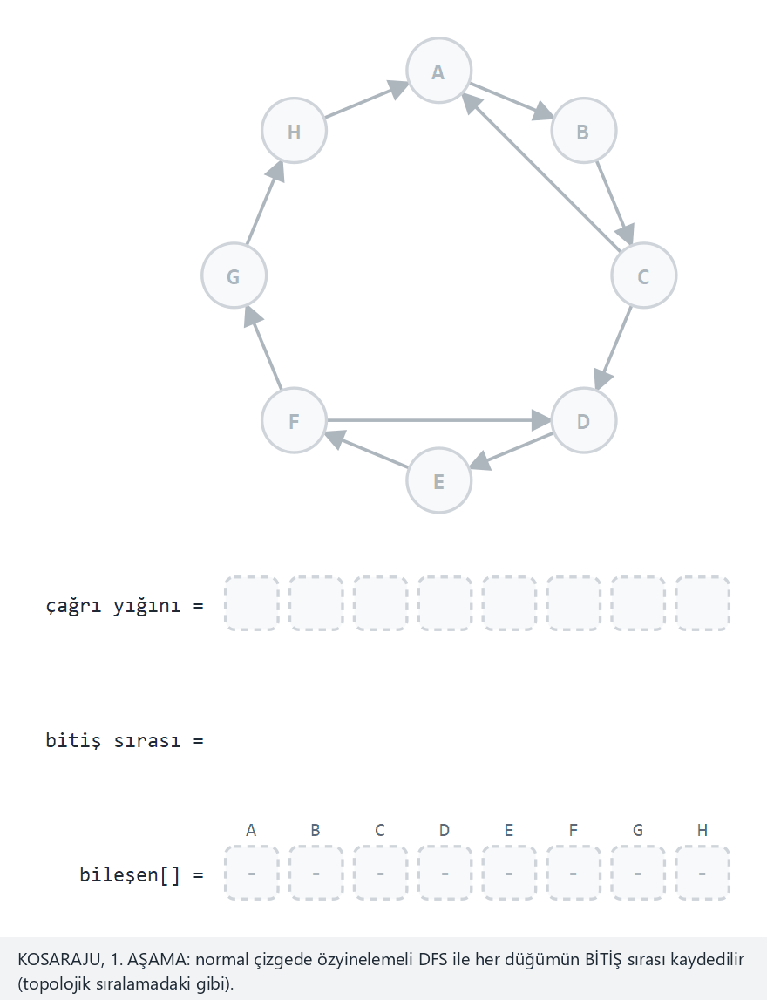 A
H
B
G
C
F
D
E
çağrı yığını =
bitiş sırası =
A B C D E F G H
bileşen[] = - - - - - - - -
KOSARAJU, 1. AŞAMA: normal çizgede özyinelemeli DFS ile her düğümün BİTİŞ sırası kaydedilir
(topolojik sıralamadaki gibi).